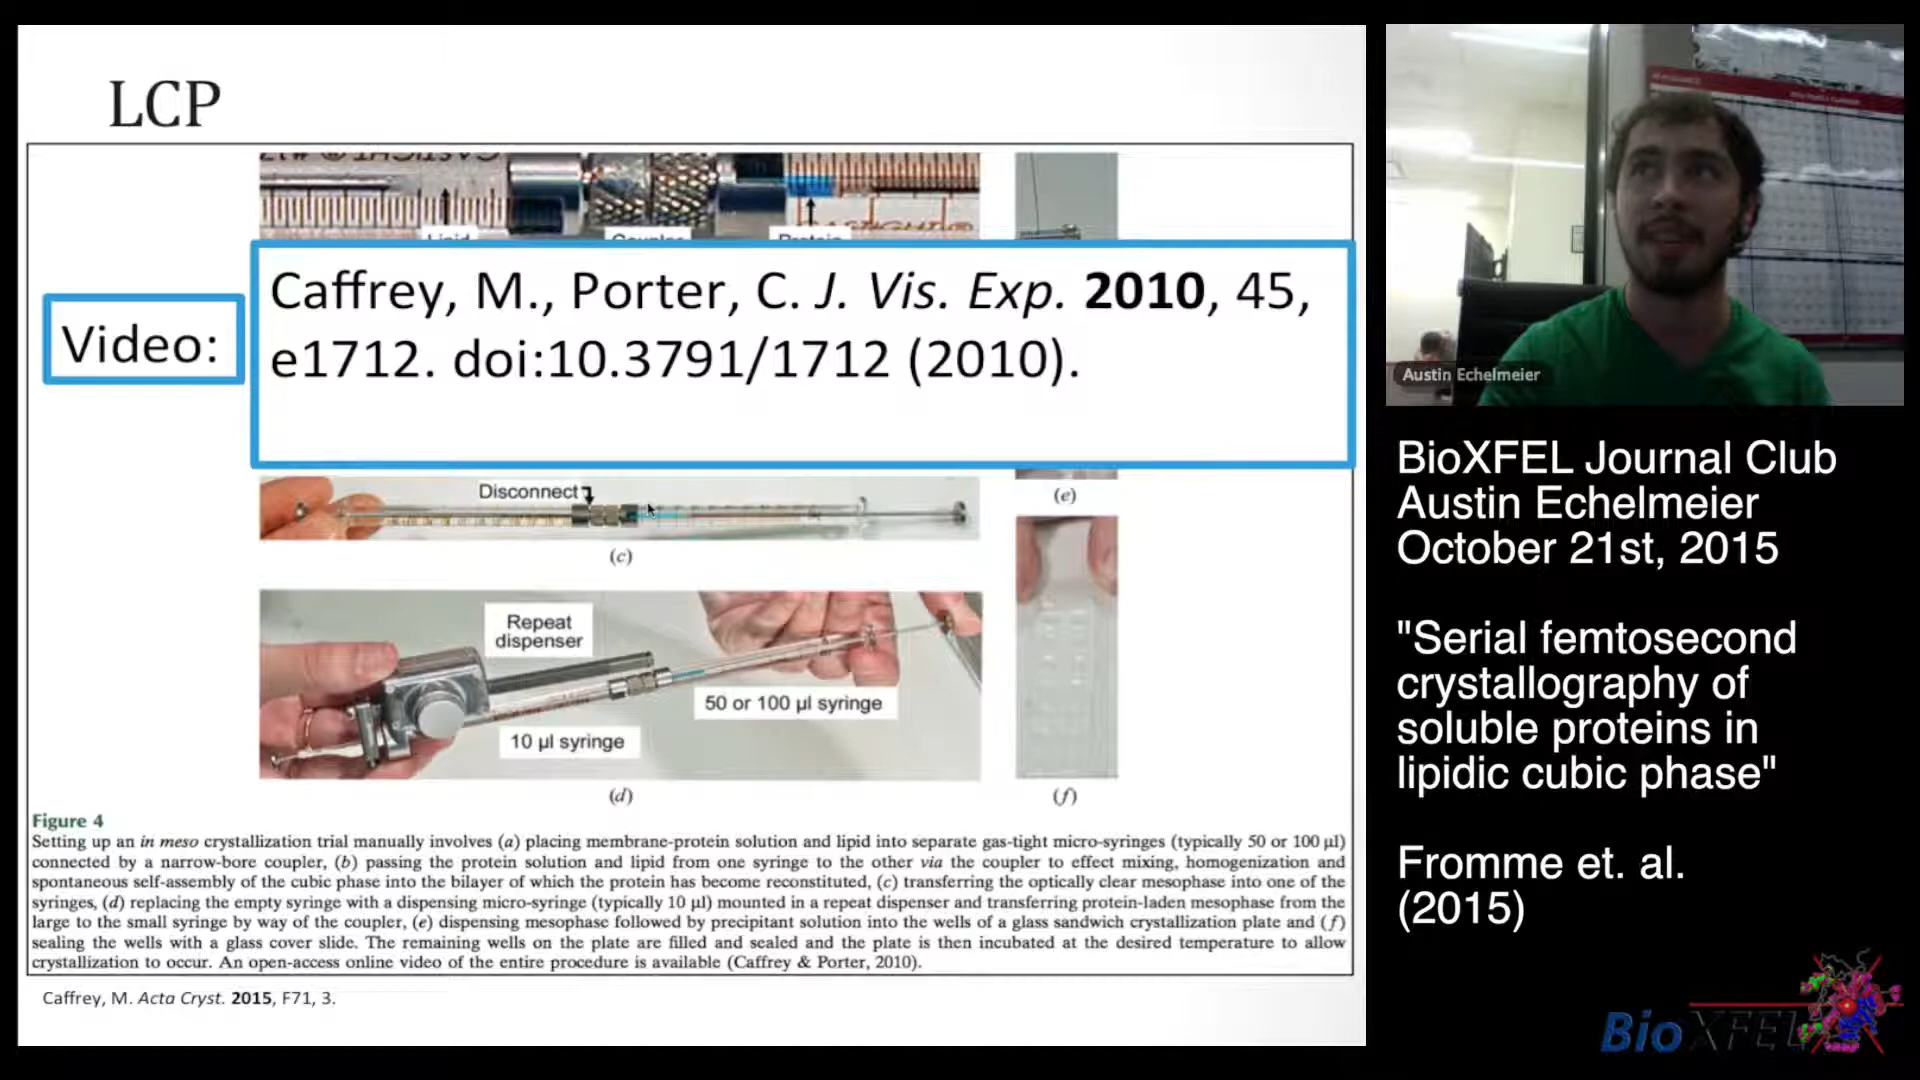 LCP
Lipid
Coupler
Protein
Video:
Caffrey, M., Porter, C. J. Vis. Exp. 2010, 45,
e1712. doi:10.3791/1712 (2010).
Disconnect
(c)
(e)
Repeat
dispenser
50 or 100 µl syringe
10 µl syringe
(d)
(f)
Figure 4
Setting up an in meso crystallization trial manually involves (a) placing membrane-protein solution and lipid into separate gas-tight micro-syringes (typically 50 or 100 µl)
connected by a narrow-bore coupler, (b) passing the protein solution and lipid from one syringe to the other via the coupler to effect mixing, homogenization and
spontaneous self-assembly of the cubic phase into the bilayer of which the protein has become reconstituted, (c) transferring the optically clear mesophase into one of the
syringes, (d) replacing the empty syringe with a dispensing micro-syringe (typically 10 µl) mounted in a repeat dispenser and transferring protein-laden mesophase from the
large to the small syringe by way of the coupler, (e) dispensing mesophase followed by precipitant solution into the wells of a glass sandwich crystallization plate and (f)
sealing the wells with a glass cover slide. The remaining wells on the plate are filled and sealed and the plate is then incubated at the desired temperature to allow
crystallization to occur. An open-access online video of the entire procedure is available (Caffrey & Porter, 2010).
Caffrey, M. Acta Cryst. 2015, F71, 3.
Austin Echelmeier
BioXFEL Journal Club
Austin Echelmeier
October 21st, 2015
"Serial femtosecond
crystallography of
soluble proteins in
lipidic cubic phase"
Fromme et. al.
(2015)
BioXFEL